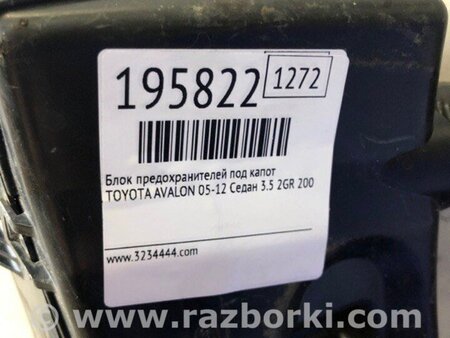 195822 1272
Блок предохранителей под капот
TOYOTA AVALON 05-12 Седан 3.5 2GR 200
www.3234444.com
www.razborki.com